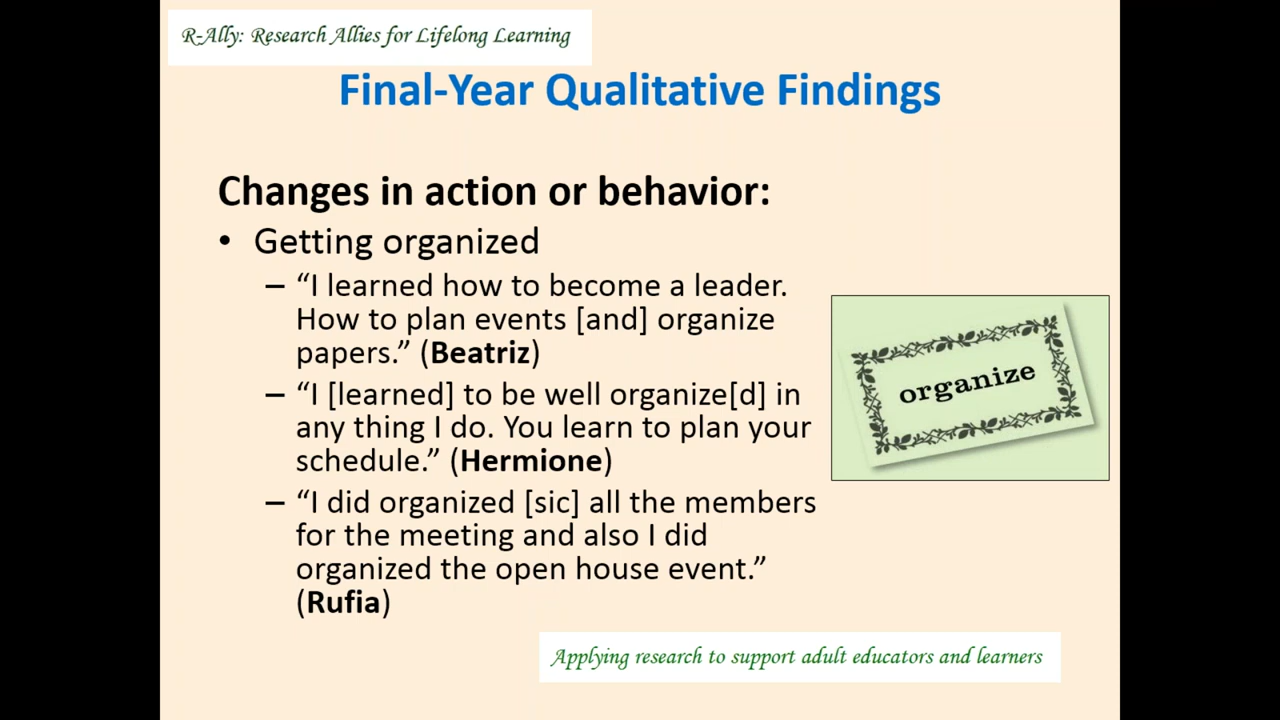 R-Ally: Research Allies for Lifelong Learning
Final-Year Qualitative Findings
Changes in action or behavior:
• Getting organized
– “I learned how to become a leader.
How to plan events [and] organize
papers.” (Beatriz)
– “I [learned] to be well organize[d] in
any thing I do. You learn to plan your
schedule.” (Hermione)
– “I did organized [sic] all the members
for the meeting and also I did
organized the open house event.”
(Rufia)
organize
Applying research to support adult educators and learners